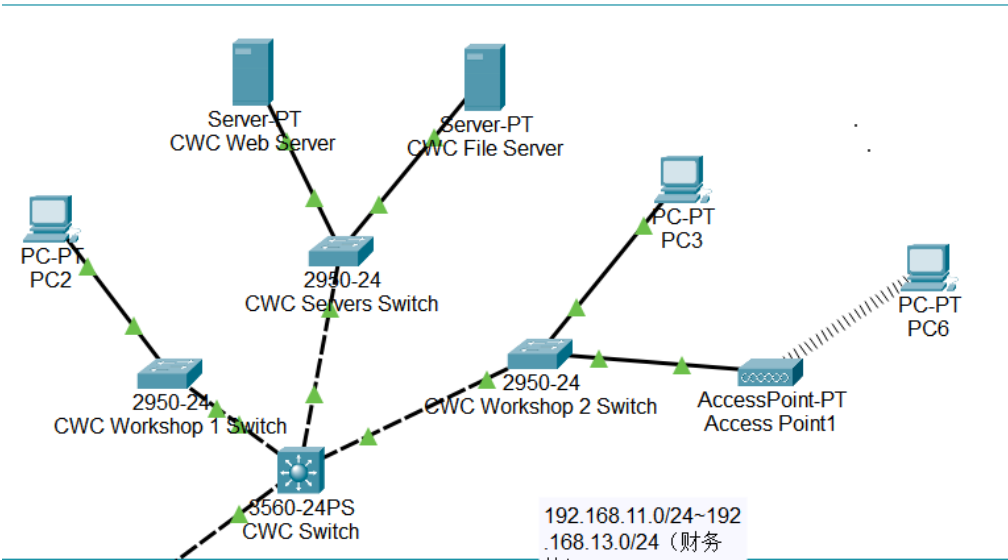 Server-PT
CWC Web Server
Server-PT
CWC File Server
PC-PT
PC3
PC-PT
PC2
2950-24
CWC Servers Switch
PC-PT
PC6
2950-24
CWC Workshop 1 Switch
2950-24
CWC Workshop 2 Switch
AccessPoint-PT
Access Point1
3560-24PS
CWC Switch
192.168.11.0/24~192
.168.13.0/24（财务